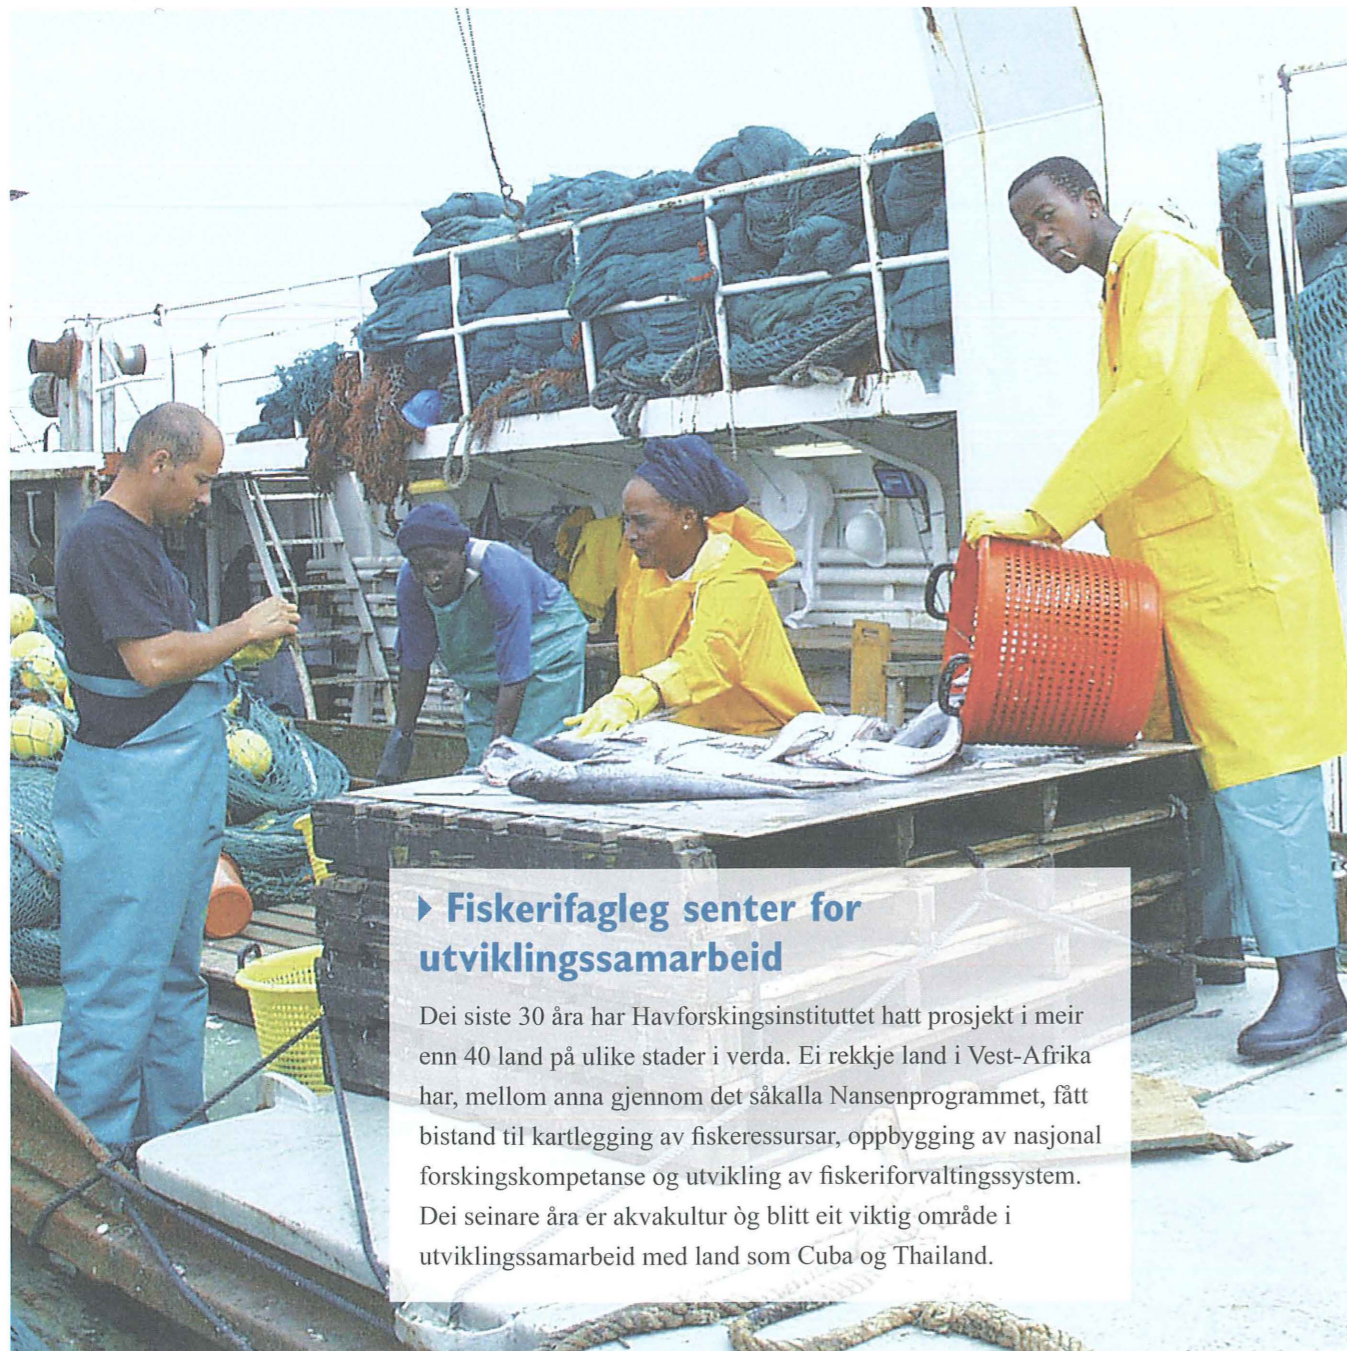 Fiskerifagleg senter for
utviklingssamarbeid
Dei siste 30 åra har Havforskingsinstituttet hatt prosjekt i meir
enn 40 land på ulike stader i verda. Ei rekkje land i Vest-Afrika
har, mellom anna gjennom det såkalla Nansenprogrammet, fått
bistand til kartlegging av fiskeressursar, oppbygging av nasjonal
forskingskompetanse og utvikling av fiskeriforvaltingssystem.
Dei seinare åra er akvakultur òg blitt eit viktig område i
utviklingssamarbeid med land som Cuba og Thailand.